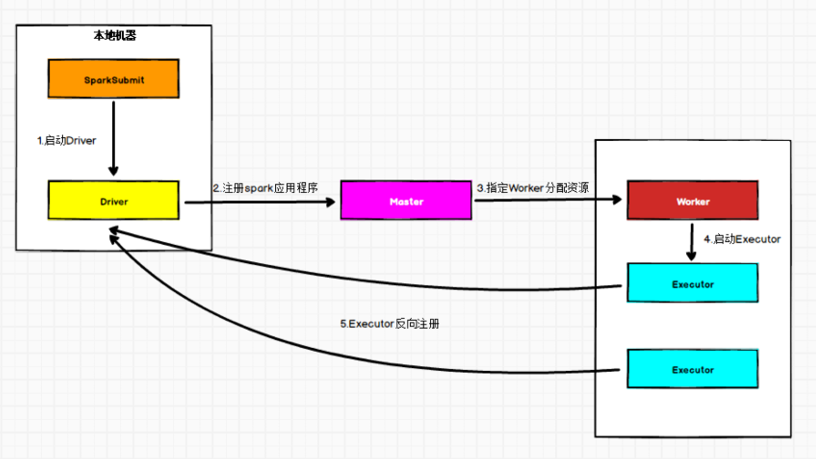 本地机器
SparkSubmit
1.启动Driver
Driver
2.注册spark应用程序
Master
3.指定Worker分配资源
Worker
4.启动Executor
Executor
5.Executor反向注册
Executor